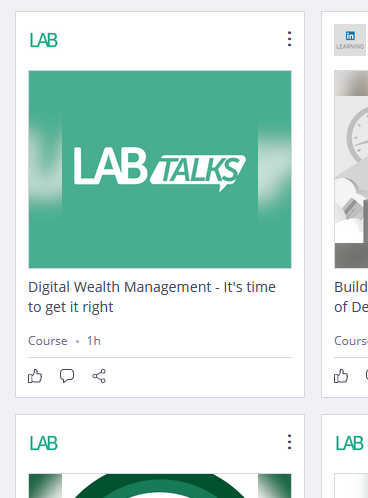 LAB
in
LEARNING
LAB TALKS
Digital Wealth Management - It's time
to get it right
Course • 1h
Build
of De
Cours
LAB
LAB